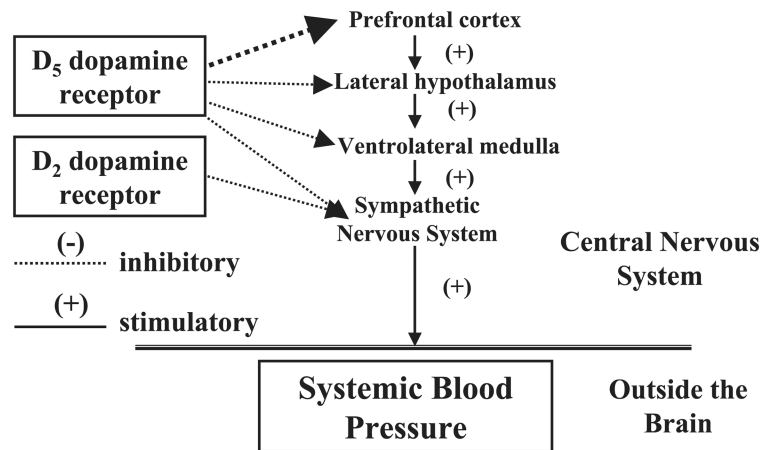 Prefrontal cortex
(+)
D5 dopamine
receptor
Lateral hypothalamus
(+)
Ventrolateral medulla
D2 dopamine
receptor
(+)
Sympathetic
Nervous System
(-)
inhibitory
Central Nervous
System
(+)
(+)
stimulatory
Systemic Blood
Pressure
Outside the
Brain